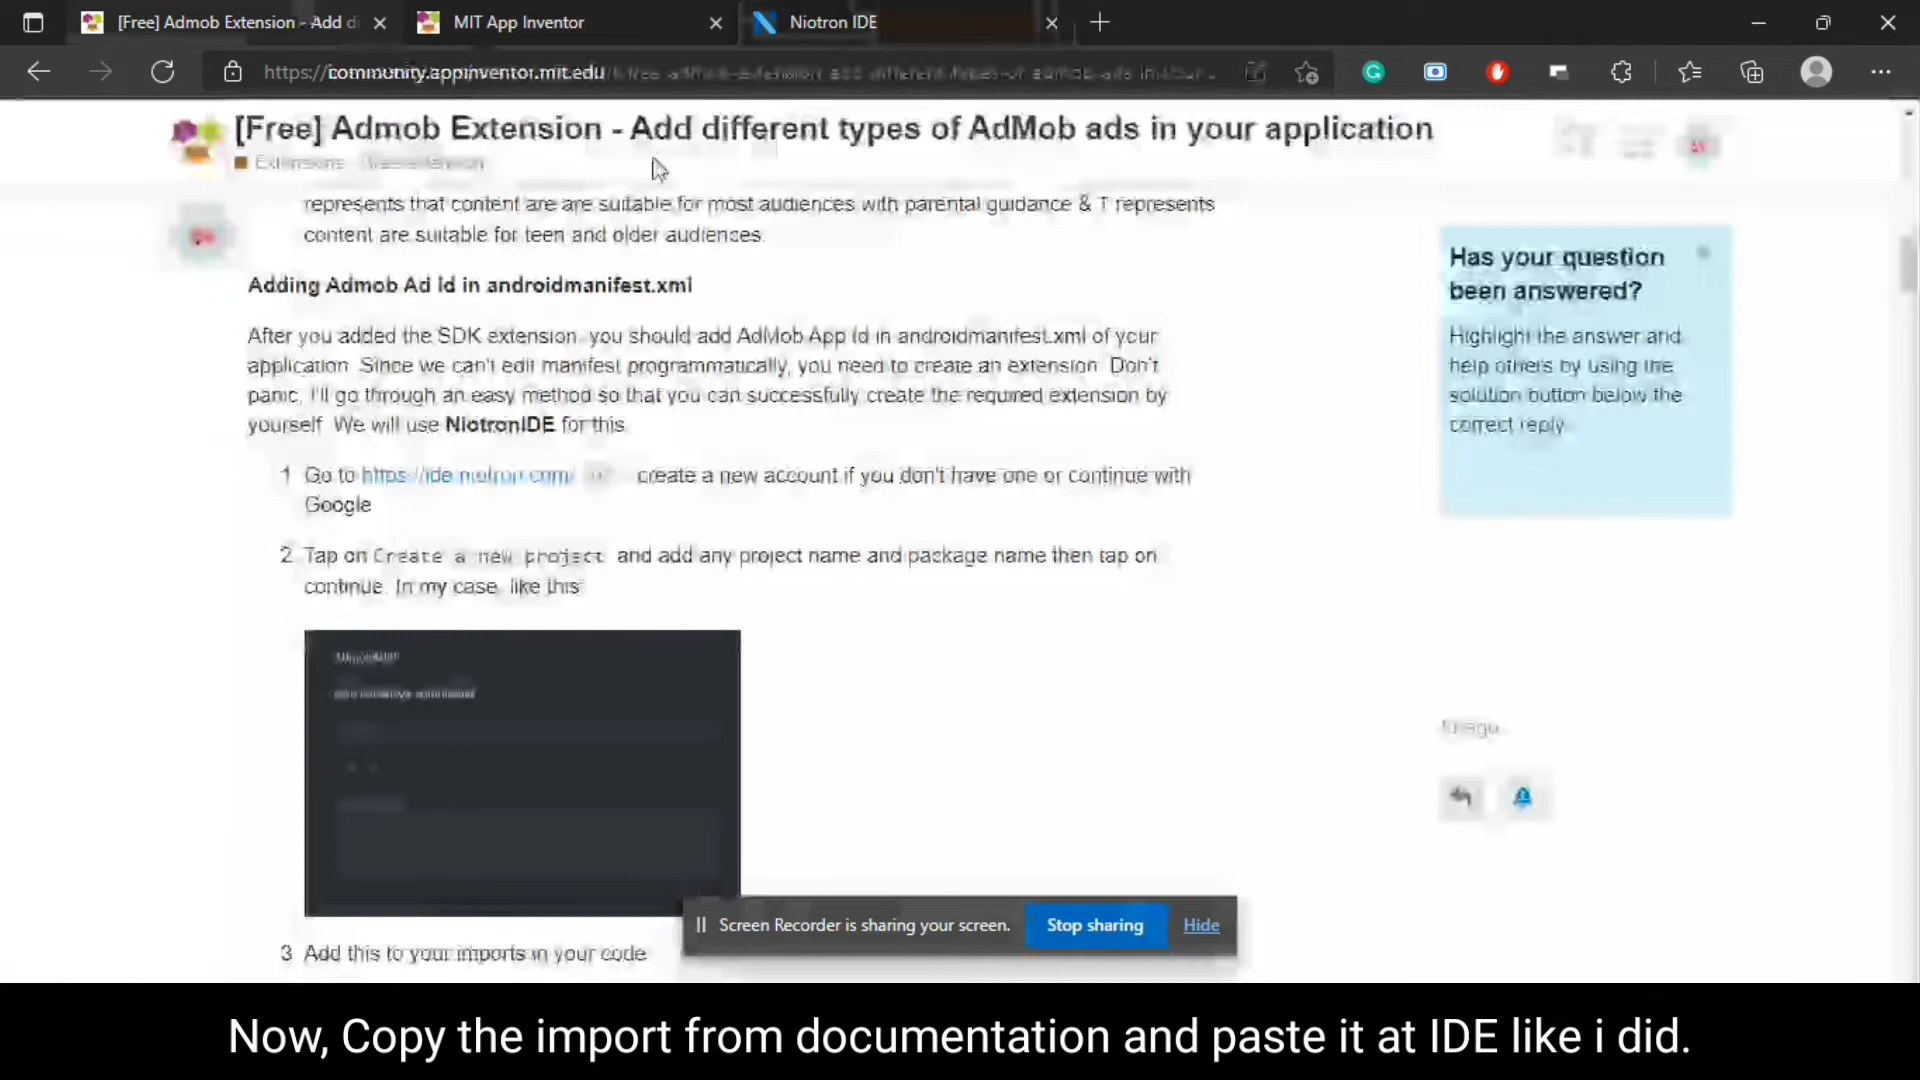 [Free] Admob Extension - Add di
MIT App Inventor
Niotron IDE
https://community.appinventor.mit.edu
[Free] Admob Extension - Add different types of AdMob ads in your application
Extensions
represents that content are are suitable for most audiences with parental guidance & T represents
content are suitable for teen and older audiences.
Adding Admob Ad Id in androidmanifest.xml
After you added the SDK extension, you should add AdMob App Id in androidmanifest.xml of your
application. Since we can't edit manifest programmatically, you need to create an extension. Don't
panic, I'll go through an easy method so that you can successfully create the required extension by
yourself. We will use NiotronIDE for this.
1 Go to https://ide.niotron.com/ create a new account if you don't have one or continue with
Google
2 Tap on Create a new project and add any project name and package name then tap on
continue. In my case, like this
3 Add this to your imports in your code
Has your question
been answered?
Highlight the answer and
help others by using the
solution button below the
correct reply.
Screen Recorder is sharing your screen.
Stop sharing
Hide
Now, Copy the import from documentation and paste it at IDE like i did.